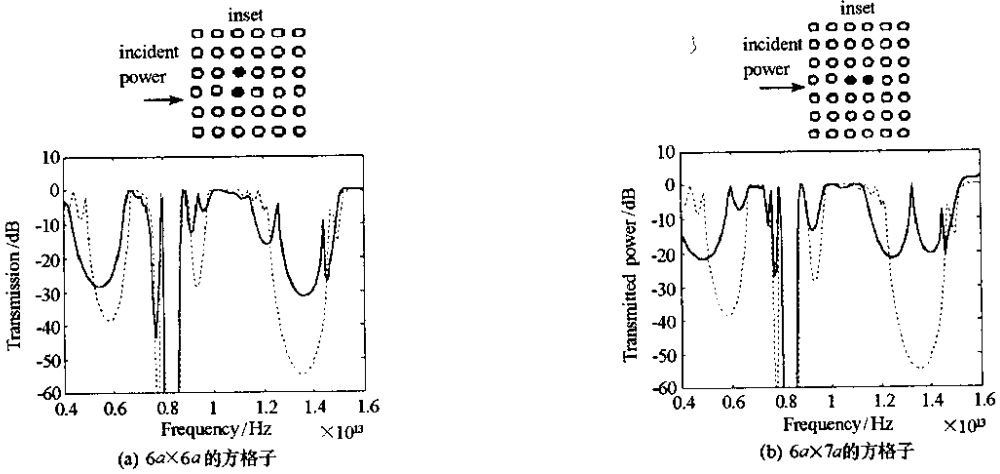 inset
incident
power
10
0
-10
-20
-30
-40
-50
-60
Transmission/dB
0.4 0.6 0.8 1 1.2 1.4 1.6
Frequency/Hz ×10¹³
(a) 6a×6a的方格子
inset
incident
power
10
0
-10
-20
-30
-40
-50
-60
Transmitted power/dB
0.4 0.6 0.8 1 1.2 1.4 1.6
Frequency/Hz ×10¹³
(b) 6a×7a的方格子